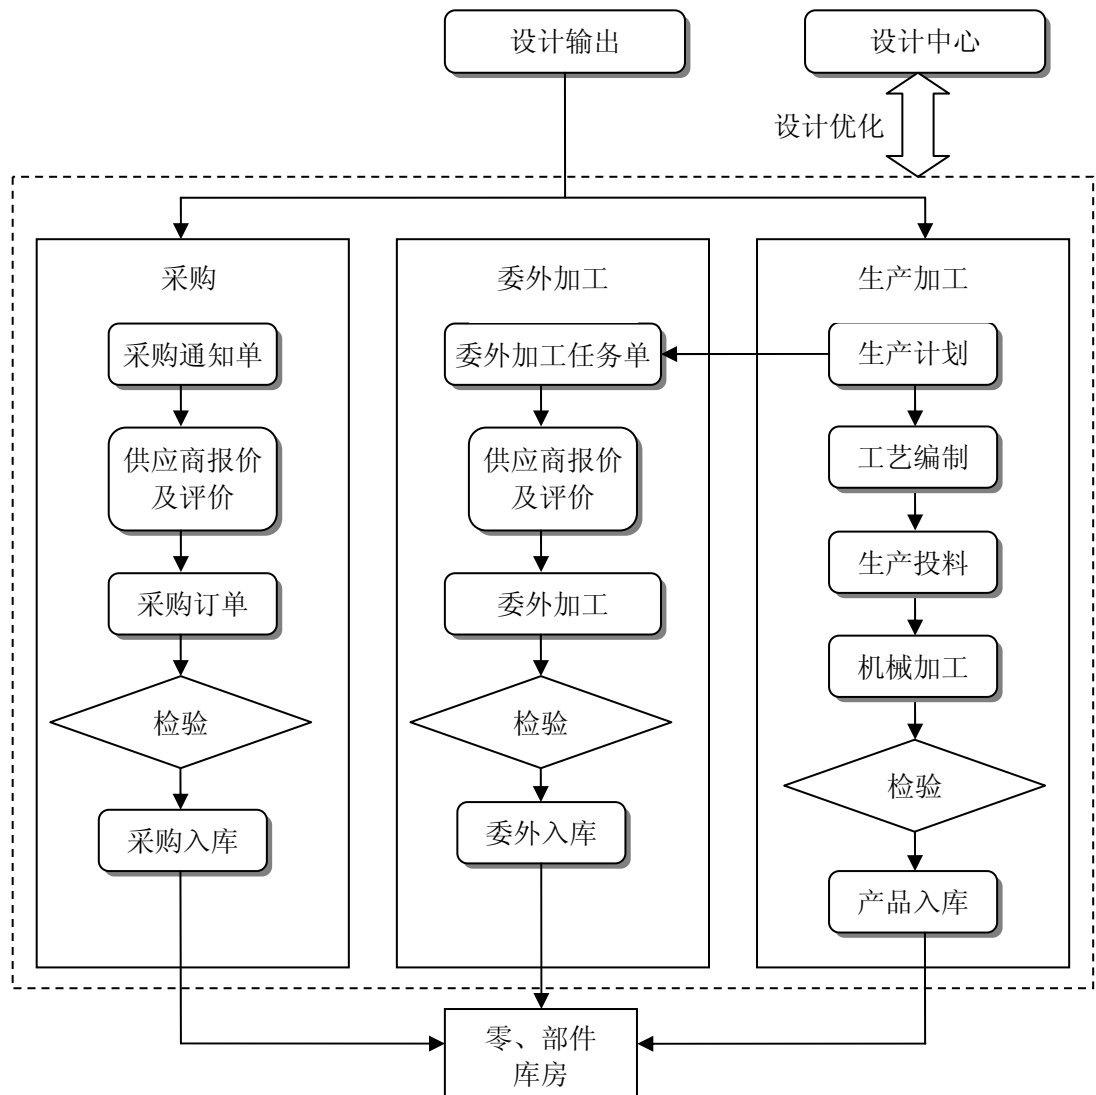 设计输出
设计中心
设计优化
采购
采购通知单
供应商报价
及评价
采购订单
检验
采购入库
委外加工
委外加工任务单
供应商报价
及评价
委外加工
检验
委外入库
生产加工
生产计划
工艺编制
生产投料
机械加工
检验
产品入库
零、部件
库房